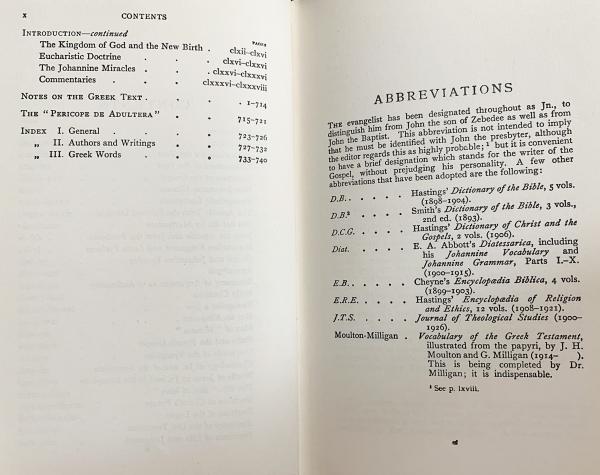 x CONTENTS
INTRODUCTION—continued
PAGES
The Kingdom of God and the New Birth . clxii–clxvi
Eucharistic Doctrine . . . clxvi–clxxvi
The Johannine Miracles . . . clxxvi–clxxxvi
Commentaries . . . clxxxvi–clxxxviii
NOTES ON THE GREEK TEXT . . . 1–714
THE "PERICOPE DE ADULTERA" . . 715–721
INDEX I. General . . . . 723–726
„ II. Authors and Writings . . 727–732
„ III. Greek Words . . . 733–740
ABBREVIATIONS
The evangelist has been designated throughout as Jn., to
distinguish him from John the son of Zebedee as well as from
John the Baptist. This abbreviation is not intended to imply
that he must be identified with John the presbyter, although
the editor regards this as highly probable;¹ but it is convenient
to have a brief designation which stands for the writer of the
Gospel, without prejudging his personality. A few other
abbreviations that have been adopted are the following:
D.B. . . . . Hastings' Dictionary of the Bible, 5 vols.
(1898–1904).
D.B.² . . . . Smith's Dictionary of the Bible, 3 vols.,
2nd ed. (1893).
D.C.G. . . . . Hastings' Dictionary of Christ and the
Gospels, 2 vols. (1906).
Diat. . . . . E. A. Abbott's Diatessarica, including
his Johannine Vocabulary and
Johannine Grammar, Parts I.–X.
(1900–1915).
E.B. . . . . Cheyne's Encyclopædia Biblica, 4 vols.
(1899–1903).
E.R.E. . . . . Hastings' Encyclopædia of Religion
and Ethics, 12 vols. (1908–1921).
J.T.S. . . . . Journal of Theological Studies (1900–
1926).
Moulton-Milligan . Vocabulary of the Greek Testament,
illustrated from the papyri, by J. H.
Moulton and G. Milligan (1914– ).
This is being completed by Dr.
Milligan; it is indispensable.
¹ See p. lxviii.